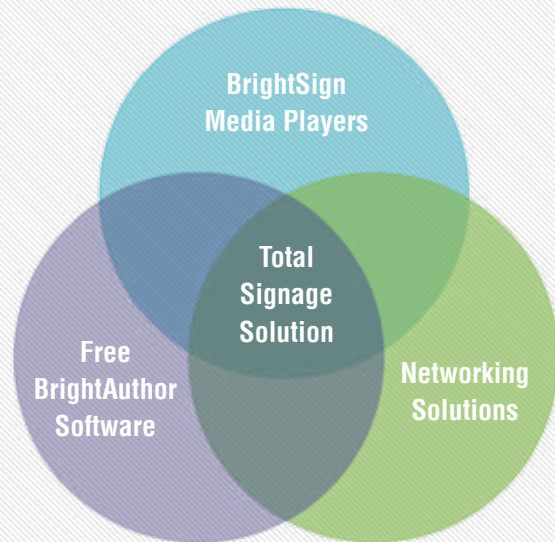 BrightSign
Media Players
Total
Signage
Solution
Free
BrightAuthor
Software
Networking
Solutions